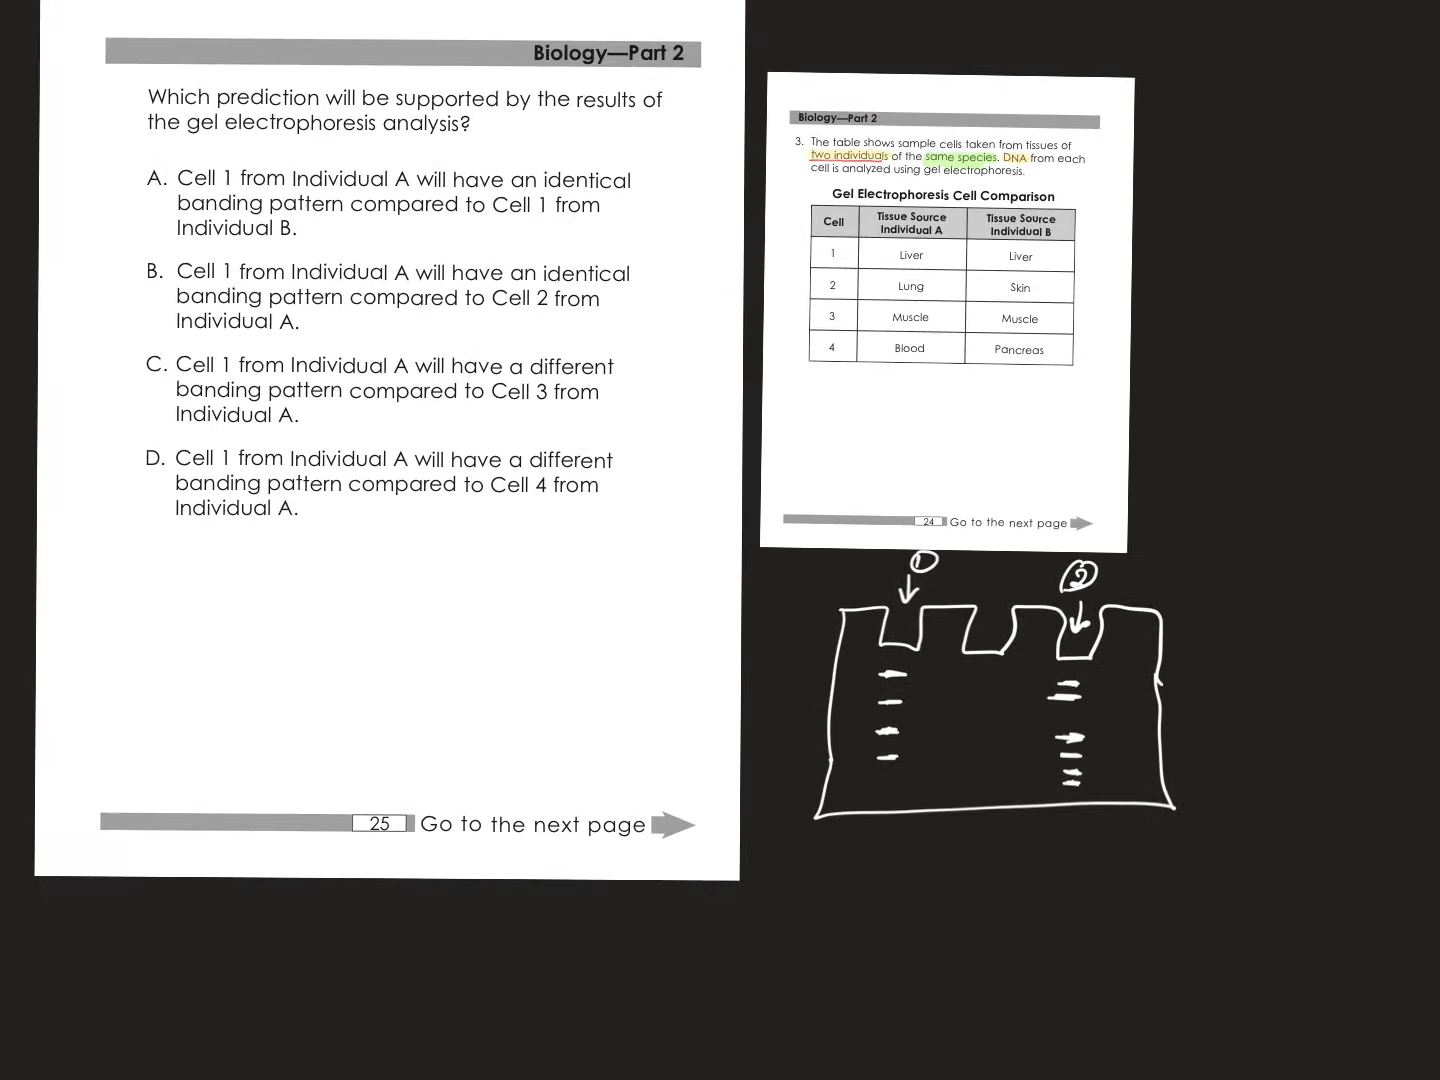 Biology—Part 2
Which prediction will be supported by the results of
the gel electrophoresis analysis?
A. Cell 1 from Individual A will have an identical
banding pattern compared to Cell 1 from
Individual B.
B. Cell 1 from Individual A will have an identical
banding pattern compared to Cell 2 from
Individual A.
C. Cell 1 from Individual A will have a different
banding pattern compared to Cell 3 from
Individual A.
D. Cell 1 from Individual A will have a different
banding pattern compared to Cell 4 from
Individual A.
25 Go to the next page
Biology—Part 2
3. The table shows sample cells taken from tissues of
two individuals of the same species. DNA from each
cell is analyzed using gel electrophoresis.
Gel Electrophoresis Cell Comparison
Cell Tissue Source Individual A Tissue Source Individual B
1 Liver Liver
2 Lung Skin
3 Muscle Muscle
4 Blood Pancreas
24 Go to the next page
1
2